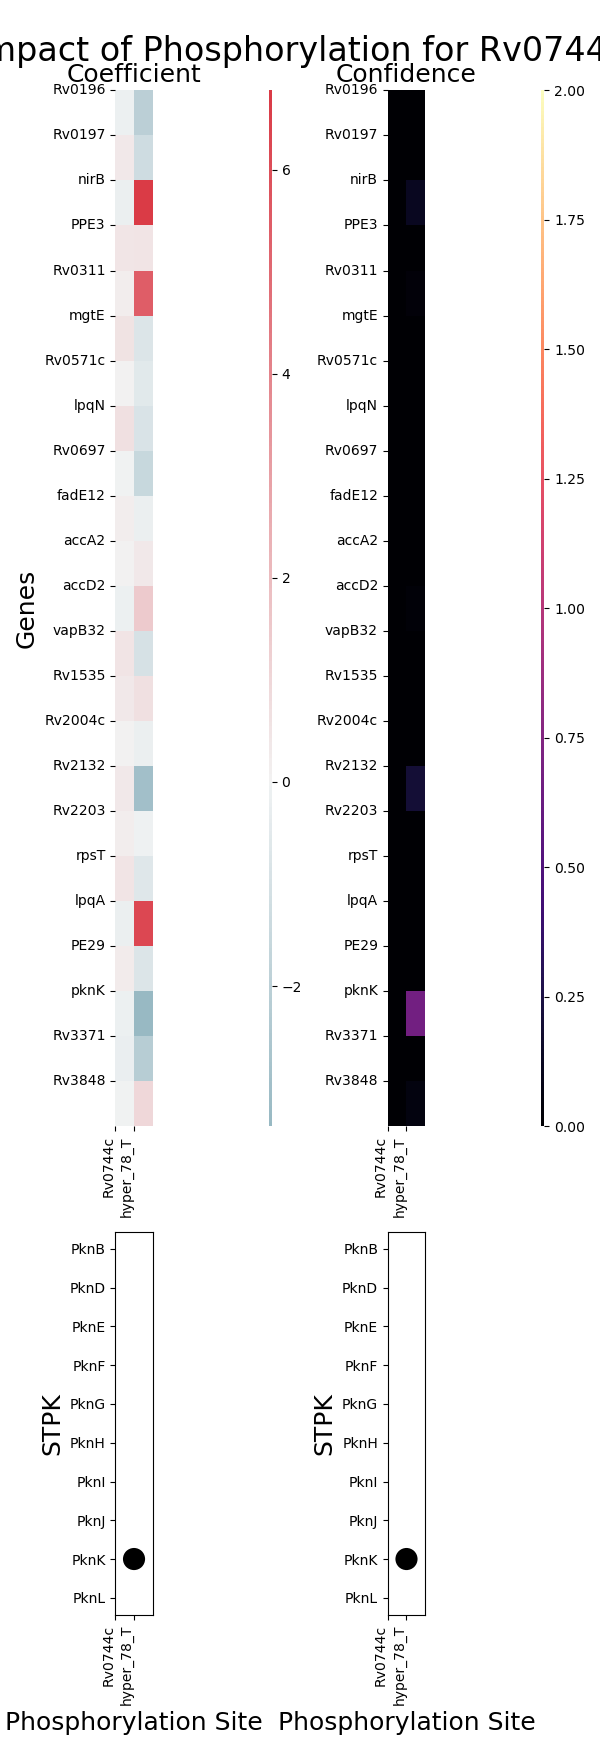 mpact of Phosphorylation for Rv0744
Coefficient
Confidence
Rv0196
Rv0197
nirB
PPE3
Rv0311
mgtE
Rv0571c
lpqN
Rv0697
fadE12
accA2
accD2
vapB32
Rv1535
Rv2004c
Rv2132
Rv2203
rpsT
lpqA
PE29
pknK
Rv3371
Rv3848
Genes
Rv0744c
hyper_78_T
6
4
2
0
−2
Rv0196
Rv0197
nirB
PPE3
Rv0311
mgtE
Rv0571c
lpqN
Rv0697
fadE12
accA2
accD2
vapB32
Rv1535
Rv2004c
Rv2132
Rv2203
rpsT
lpqA
PE29
pknK
Rv3371
Rv3848
Rv0744c
hyper_78_T
2.00
1.75
1.50
1.25
1.00
0.75
0.50
0.25
0.00
PknB
PknD
PknE
PknF
PknG
PknH
PknI
PknJ
PknK
PknL
STPK
Rv0744c
hyper_78_T
Phosphorylation Site
PknB
PknD
PknE
PknF
PknG
PknH
PknI
PknJ
PknK
PknL
STPK
Rv0744c
hyper_78_T
Phosphorylation Site